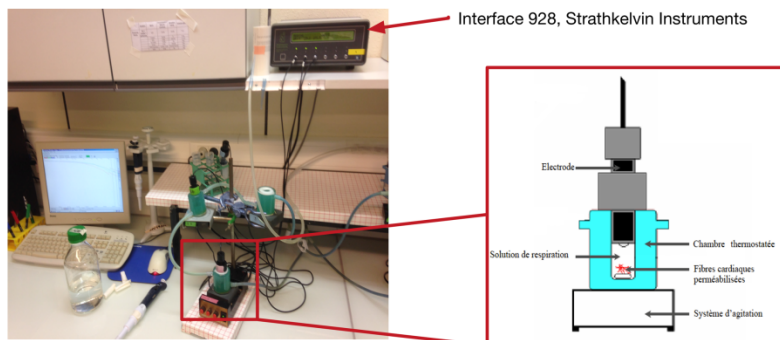 Interface 928, Strathkelvin Instruments
Electrode
Chambre thermostatée
Solution de respiration
Fibres cardiaques
perméabilisées
Système d'agitation